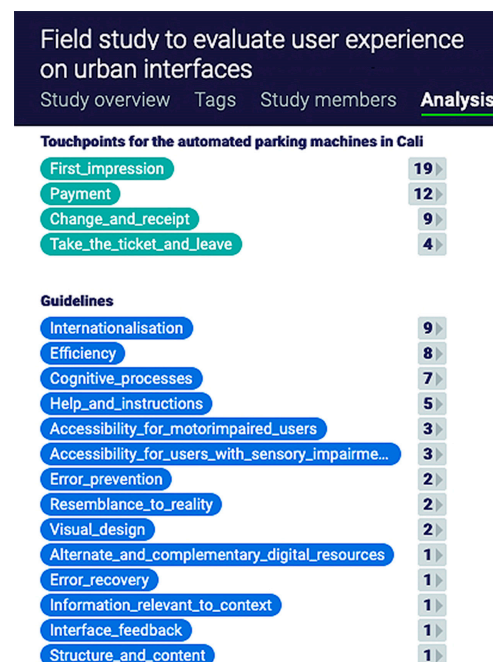 Field study to evaluate user experience
on urban interfaces
Study overview Tags Study members Analysis
Touchpoints for the automated parking machines in Cali
First_impression 19
Payment 12
Change_and_receipt 9
Take_the_ticket_and_leave 4
Guidelines
Internationalisation 9
Efficiency 8
Cognitive_processes 7
Help_and_instructions 5
Accessibility_for_motorimpaired_users 3
Accessibility_for_users_with_sensory_impairme... 3
Error_prevention 2
Resemblance_to_reality 2
Visual_design 2
Alternate_and_complementary_digital_resources 1
Error_recovery 1
Information_relevant_to_context 1
Interface_feedback 1
Structure_and_content 1